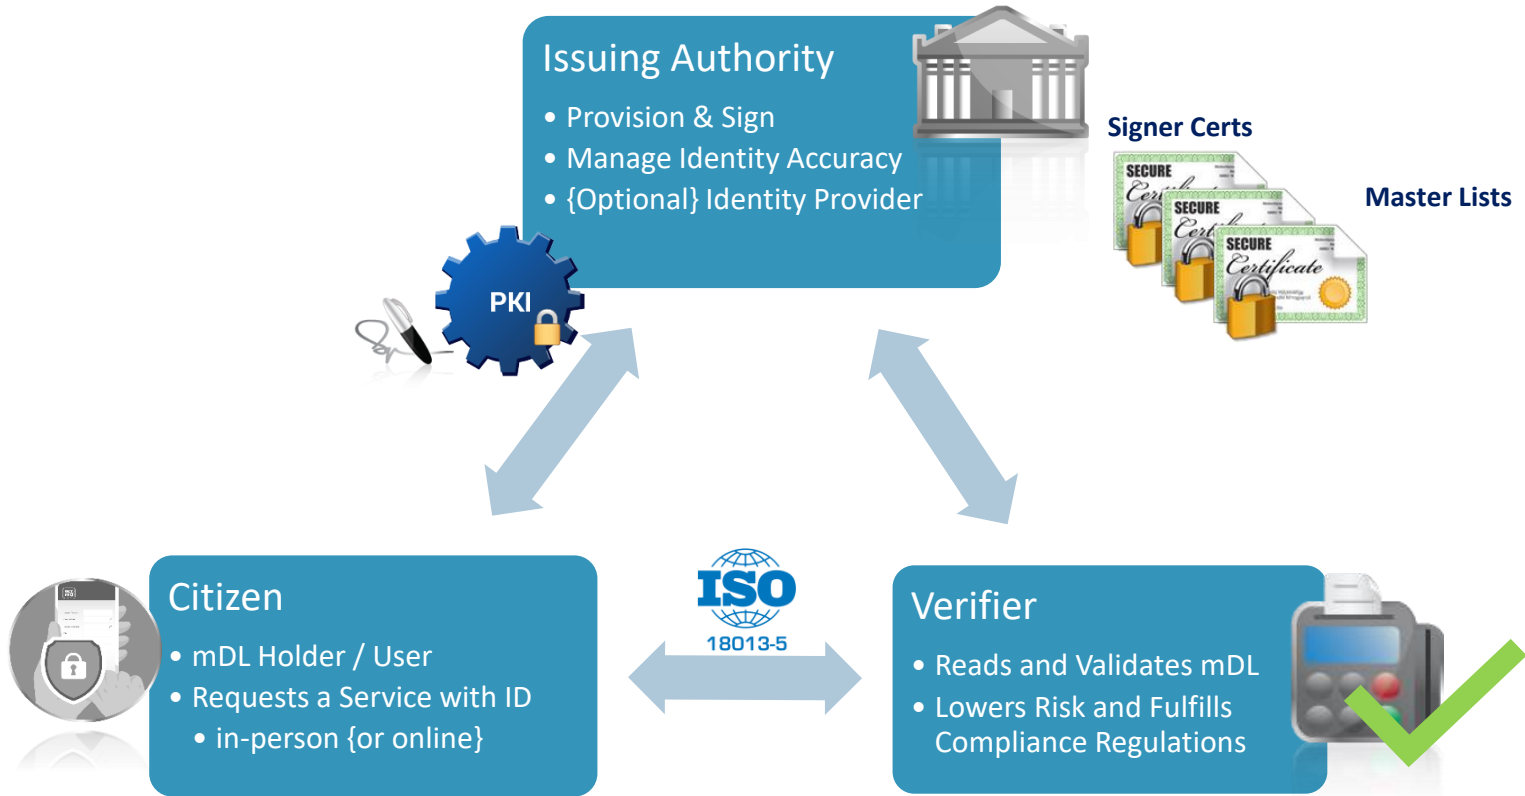 Issuing Authority
• Provision & Sign
• Manage Identity Accuracy
• {Optional} Identity Provider
Signer Certs
Master Lists
SECURE
Certificate
SECURE
Certificate
SECURE
Certificate
PKI
ISO
18013-5
Citizen
• mDL Holder / User
• Requests a Service with ID
• in-person {or online}
Verifier
• Reads and Validates mDL
• Lowers Risk and Fulfills
Compliance Regulations